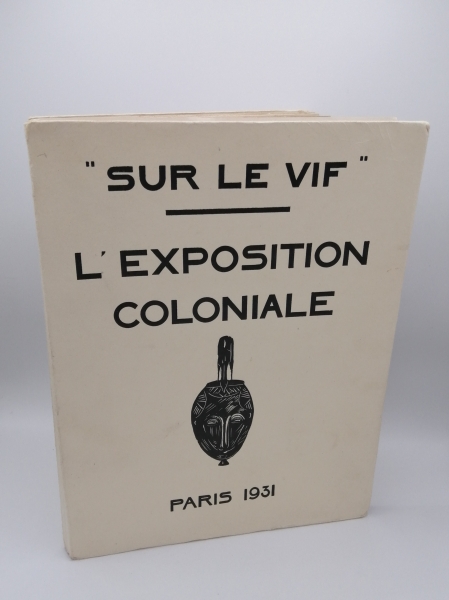 " SUR LE VIF "
L'EXPOSITION
COLONIALE
PARIS 1931